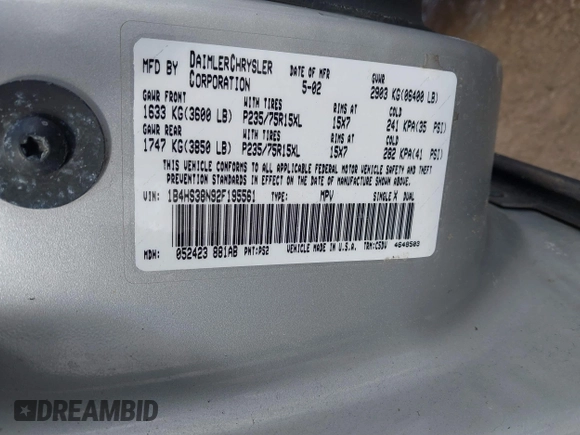 MFD BY DAIMLERCHRYSLER CORPORATION DATE OF MFR 5-02 GVWR 2903 KG(06400 LB)
GAWR FRONT WITH TIRES RIMS AT COLD
1633 KG(3600 LB) P235/75R15XL 15X7 241 KPA(35 PSI)
GAWR REAR WITH TIRES RIMS AT COLD
1747 KG(3850 LB) P235/75R15XL 15X7 282 KPA(41 PSI)
THIS VEHICLE CONFORMS TO ALL APPLICABLE FEDERAL MOTOR VEHICLE SAFETY AND THEFT
PREVENTION STANDARDS IN EFFECT ON THE DATE OF MANUFACTURE SHOWN ABOVE
VIN: 1B4HS38N92F195561 TYPE: MPV SINGLE X DUAL
MDH: 052423 881AB PNT:PS2 VEHICLE MADE IN U.S.A. TRM:C5DV 4648503
DREAMBID